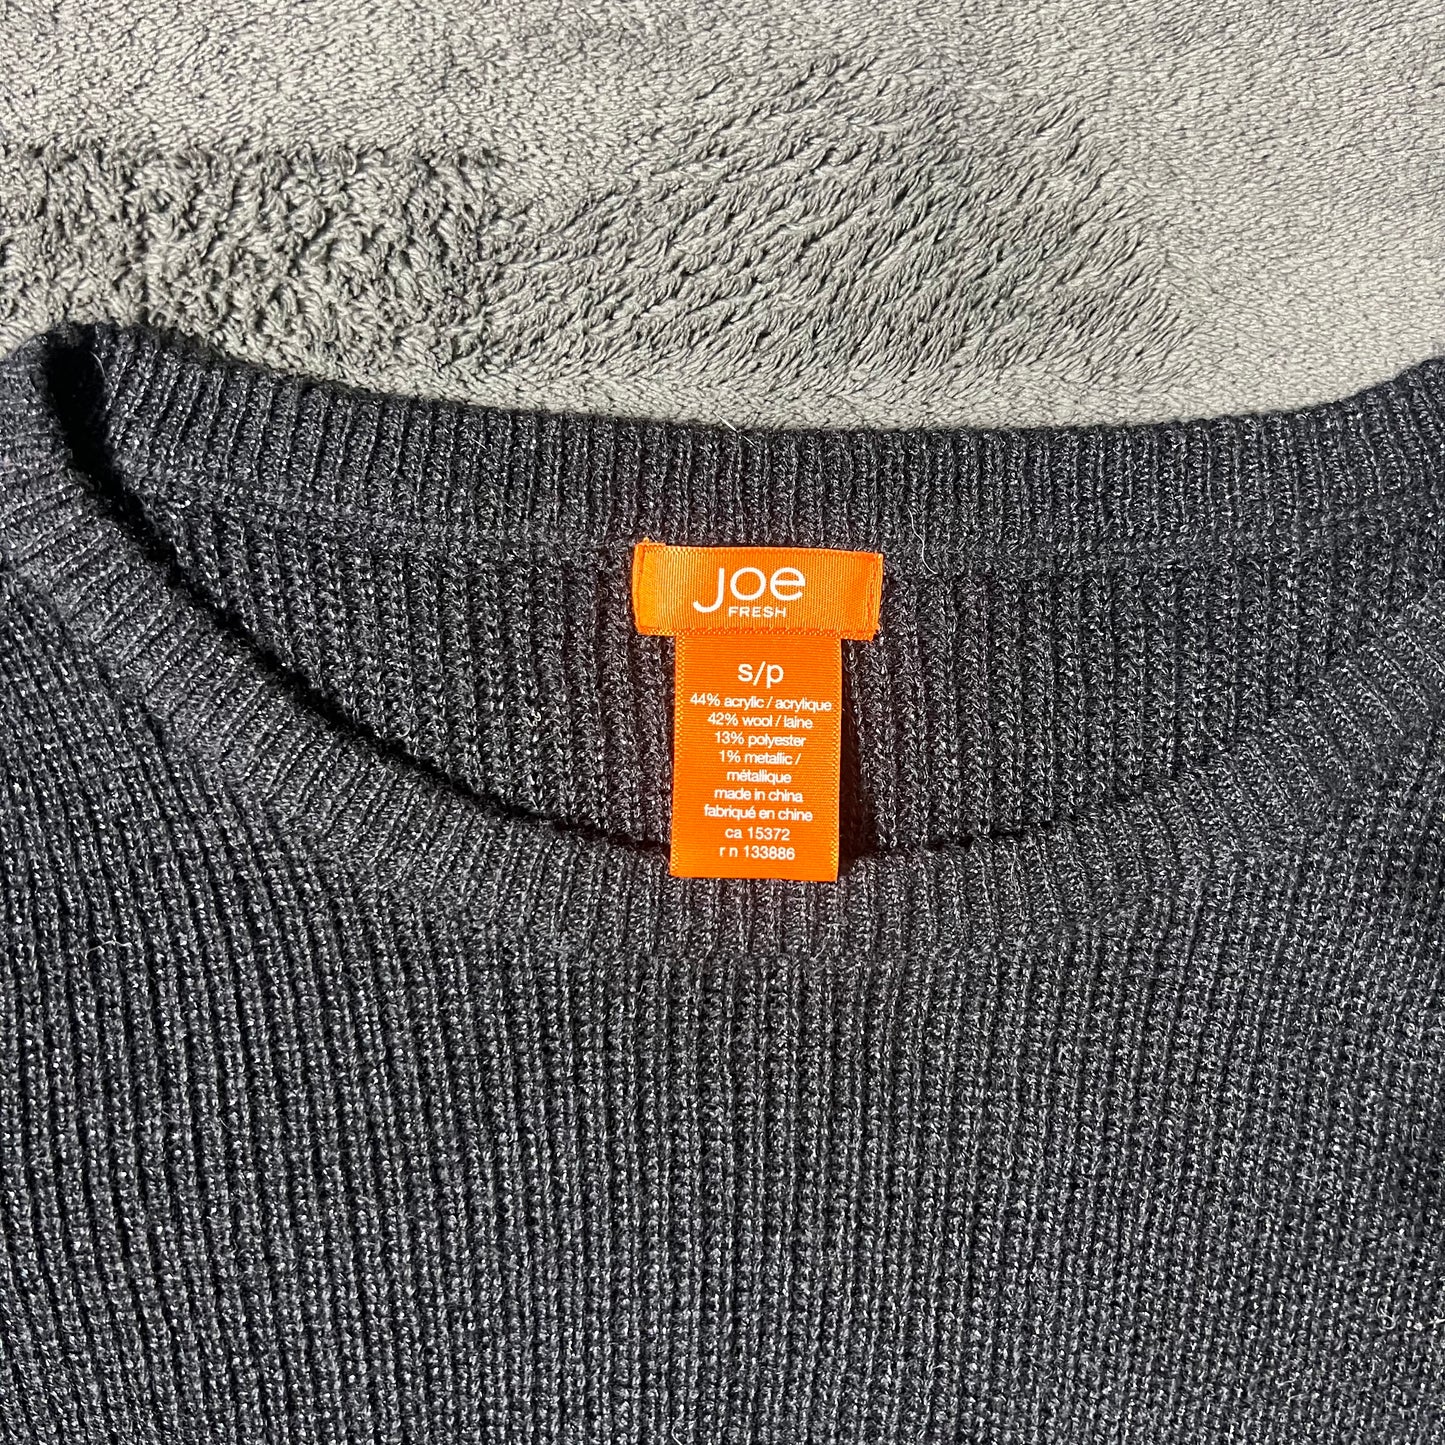 joe
FRESH
s/p
44% acrylic / acrylique
42% wool / laine
13% polyester
1% metallic /
métallique
made in china
fabriqué en chine
ca 15372
r n 133886